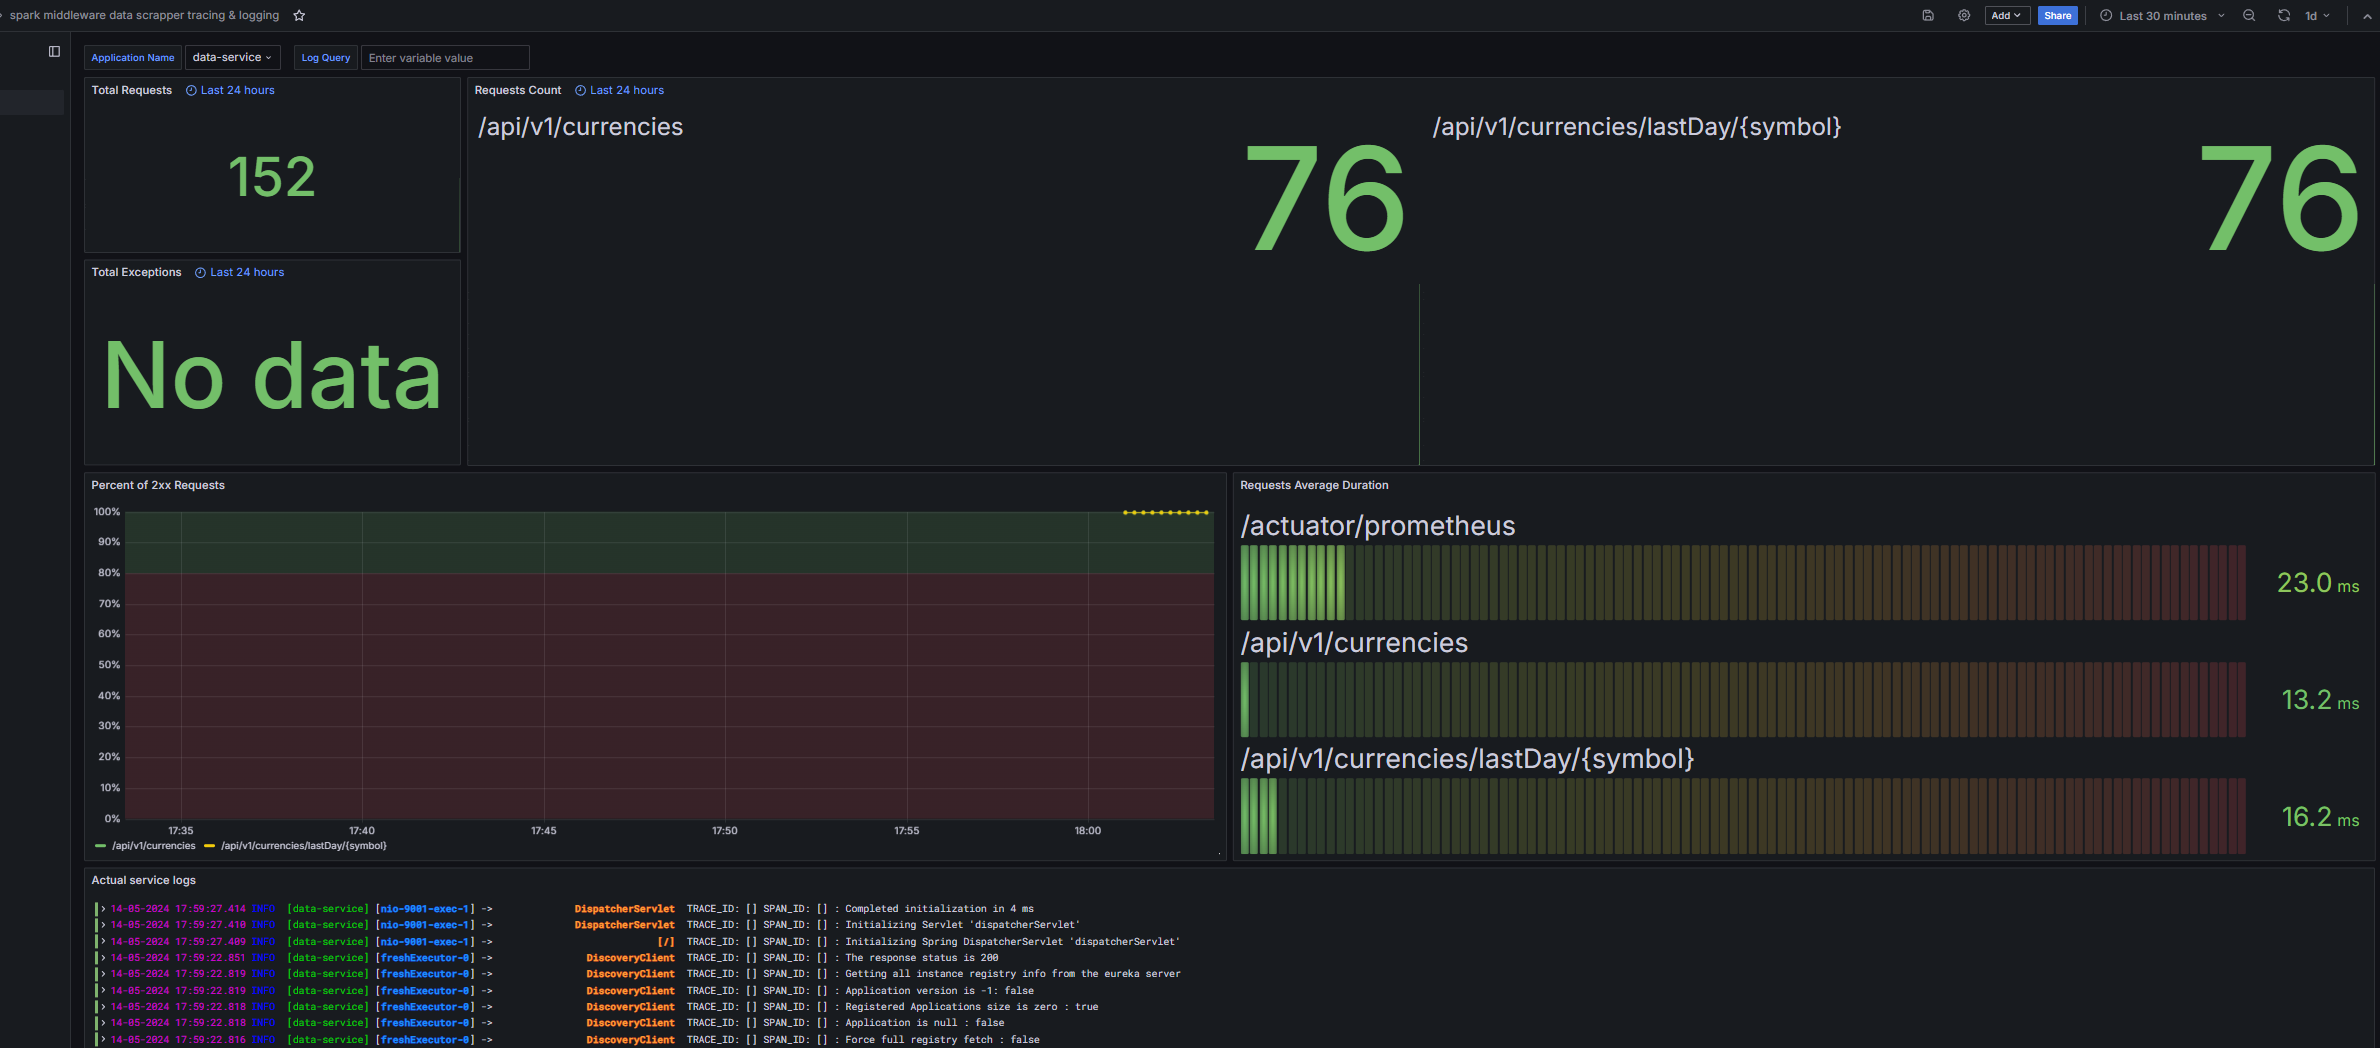 spark middleware data scrapper tracing & logging
Add
Share
Last 30 minutes
1d
Application Name
data-service
Log Query
Enter variable value
Total Requests Last 24 hours
152
Total Exceptions Last 24 hours
No data
Requests Count Last 24 hours
/api/v1/currencies
76
/api/v1/currencies/lastDay/{symbol}
76
Percent of 2xx Requests
100%
90%
80%
70%
60%
50%
40%
30%
20%
10%
0%
17:35 17:40 17:45 17:50 17:55 18:00
/api/v1/currencies /api/v1/currencies/lastDay/{symbol}
Requests Average Duration
/actuator/prometheus
23.0 ms
/api/v1/currencies
13.2 ms
/api/v1/currencies/lastDay/{symbol}
16.2 ms
Actual service logs
14-05-2024 17:59:27.414 INFO [data-service] [nio-9001-exec-1] -> DispatcherServlet TRACE_ID: [] SPAN_ID: [] : Completed initialization in 4 ms
14-05-2024 17:59:27.410 INFO [data-service] [nio-9001-exec-1] -> DispatcherServlet TRACE_ID: [] SPAN_ID: [] : Initializing Servlet 'dispatcherServlet'
14-05-2024 17:59:27.409 INFO [data-service] [nio-9001-exec-1] -> [/] TRACE_ID: [] SPAN_ID: [] : Initializing Spring DispatcherServlet 'dispatcherServlet'
14-05-2024 17:59:22.851 INFO [data-service] [freshExecutor-0] -> DiscoveryClient TRACE_ID: [] SPAN_ID: [] : The response status is 200
14-05-2024 17:59:22.819 INFO [data-service] [freshExecutor-0] -> DiscoveryClient TRACE_ID: [] SPAN_ID: [] : Getting all instance registry info from the eureka server
14-05-2024 17:59:22.819 INFO [data-service] [freshExecutor-0] -> DiscoveryClient TRACE_ID: [] SPAN_ID: [] : Application version is -1: false
14-05-2024 17:59:22.818 INFO [data-service] [freshExecutor-0] -> DiscoveryClient TRACE_ID: [] SPAN_ID: [] : Registered Applications size is zero : true
14-05-2024 17:59:22.818 INFO [data-service] [freshExecutor-0] -> DiscoveryClient TRACE_ID: [] SPAN_ID: [] : Application is null : false
14-05-2024 17:59:22.816 INFO [data-service] [freshExecutor-0] -> DiscoveryClient TRACE_ID: [] SPAN_ID: [] : Force full registry fetch : false